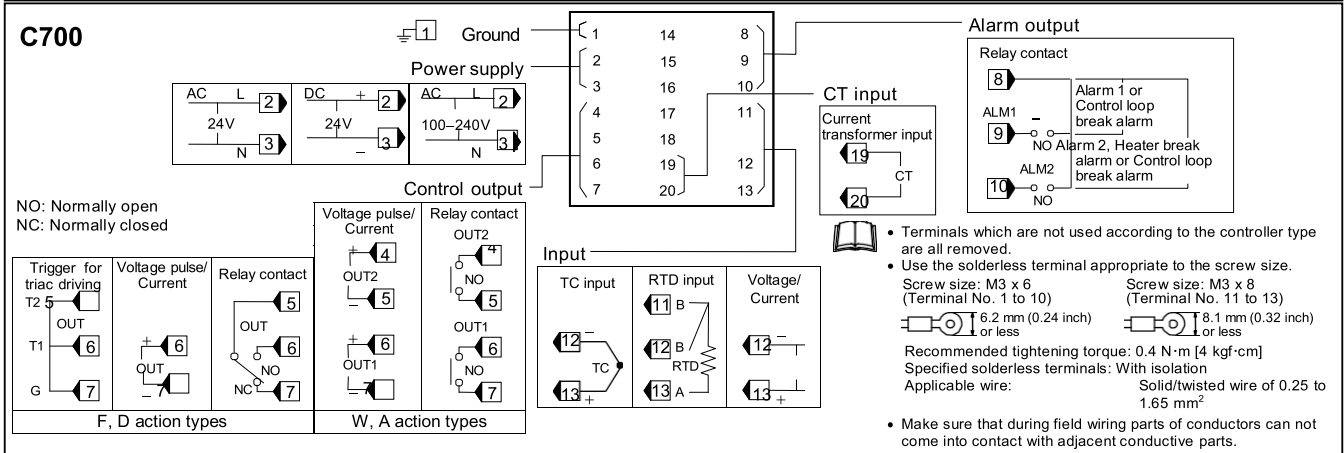 C700
1 Ground
Power supply
AC L 2
24V
N 3
DC + 2
24V
– 3
AC L 2
100–240V
N 3
Control output
NO: Normally open
NC: Normally closed
1 14 8
2 15 9
3 16 10
4 17 11
5 18
6 19 12
7 20 13
Trigger for
triac driving
T2 5
OUT
T1 6
G 7
Voltage pulse/
Current
+ 6
OUT
– 7
Relay contact
5
OUT
6
NO
NC 7
F, D action types
Voltage pulse/
Current
+ 4
OUT2
– 5
+ 6
OUT1
– 7
Relay contact
OUT2
4
NO
5
OUT1
6
NO
7
W, A action types
Input
TC input
12 –
TC
13 +
RTD input
11 B
12 B
RTD
13 A
Voltage/
Current
12 –
13 +
CT input
Current
transformer input
19
CT
20
Alarm output
Relay contact
8
Alarm 1 or
Control loop
break alarm
ALM1
9
NO
Alarm 2, Heater break
alarm or Control loop
break alarm
ALM2
10
NO
• Terminals which are not used according to the controller type
are all removed.
• Use the solderless terminal appropriate to the screw size.
Screw size: M3 x 6
(Terminal No. 1 to 10)
6.2 mm (0.24 inch)
or less
Screw size: M3 x 8
(Terminal No. 11 to 13)
8.1 mm (0.32 inch)
or less
Recommended tightening torque: 0.4 N·m [4 kgf·cm]
Specified solderless terminals: With isolation
Applicable wire: Solid/twisted wire of 0.25 to
1.65 mm²
• Make sure that during field wiring parts of conductors can not
come into contact with adjacent conductive parts.